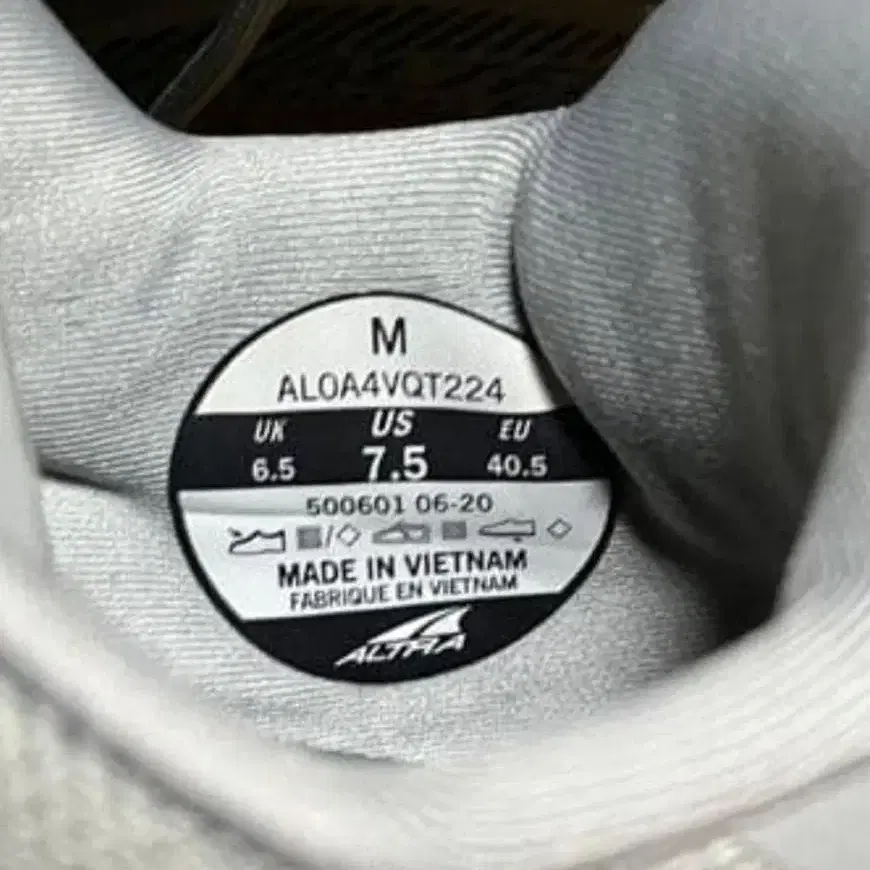 M
AL0A4VQT224
UK US EU
6.5 7.5 40.5
500601 06-20
MADE IN VIETNAM
FABRIQUE EN VIETNAM
ALTRA